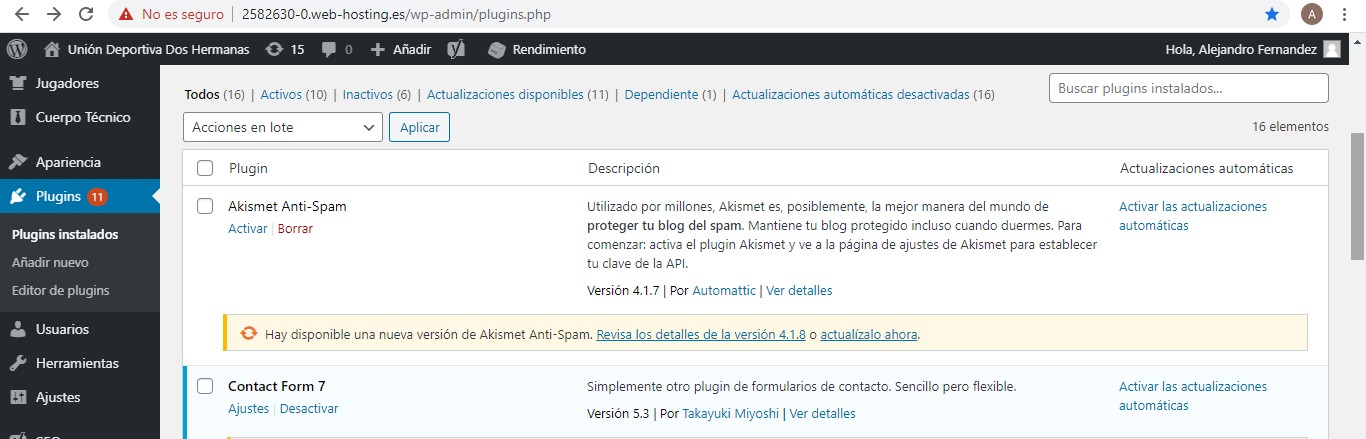 No es seguro | 2582630-0.web-hosting.es/wp-admin/plugins.php A
Unión Deportiva Dos Hermanas 15 0 Añadir Rendimiento Hola, Alejandro Fernandez
Jugadores
Cuerpo Técnico
Apariencia
Plugins 11
Plugins instalados
Añadir nuevo
Editor de plugins
Usuarios
Herramientas
Ajustes
SEO
Todos (16) | Activos (10) | Inactivos (6) | Actualizaciones disponibles (11) | Dependiente (1) | Actualizaciones automáticas desactivadas (16)
Buscar plugins instalados...
Acciones en lote Aplicar
16 elementos
Plugin Descripción Actualizaciones automáticas
Akismet Anti-Spam
Activar | Borrar
Utilizado por millones, Akismet es, posiblemente, la mejor manera del mundo de
proteger tu blog del spam. Mantiene tu blog protegido incluso cuando duermes. Para
comenzar: activa el plugin Akismet y ve a la página de ajustes de Akismet para establecer
tu clave de la API.
Versión 4.1.7 | Por Automattic | Ver detalles
Activar las actualizaciones
automáticas
Hay disponible una nueva versión de Akismet Anti-Spam. Revisa los detalles de la versión 4.1.8 o actualízalo ahora.
Contact Form 7
Ajustes | Desactivar
Simplemente otro plugin de formularios de contacto. Sencillo pero flexible.
Versión 5.3 | Por Takayuki Miyoshi | Ver detalles
Activar las actualizaciones
automáticas